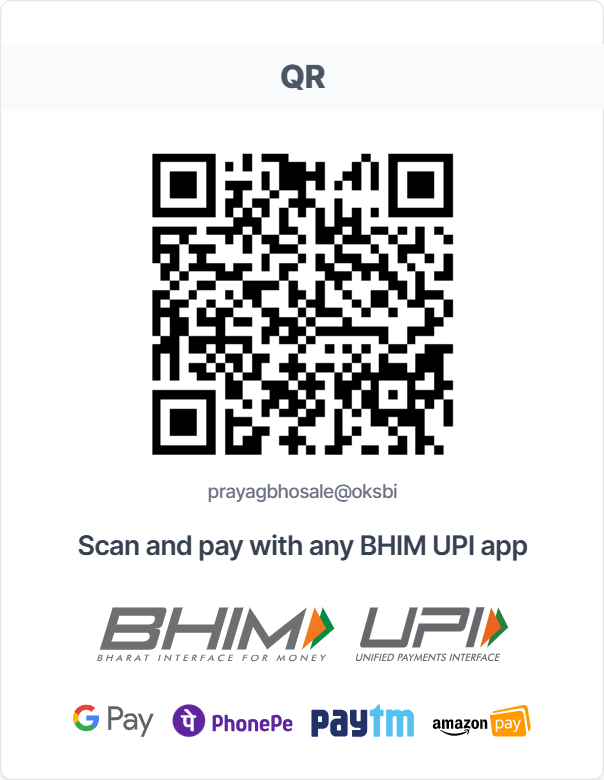 QR
prayagbhosale@oksbi
Scan and pay with any BHIM UPI app
BHIM UPI
BHARAT INTERFACE FOR MONEY UNIFIED PAYMENTS INTERFACE
G Pay PhonePe paytm amazon pay